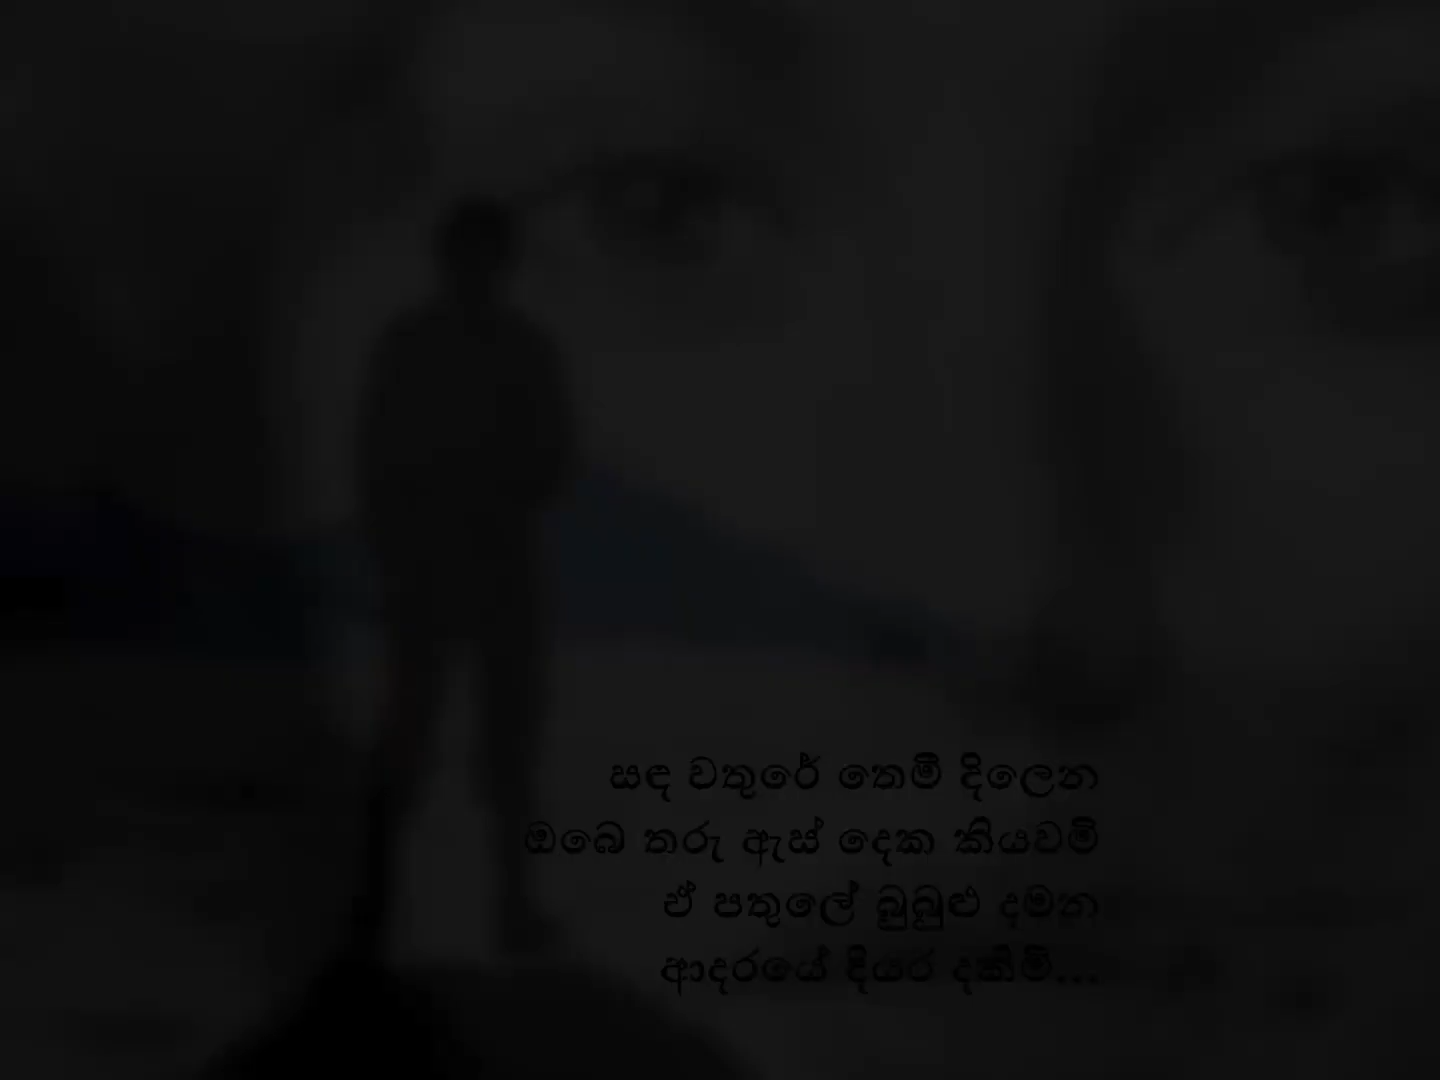 සඳ වතුරේ තෙමී දිලෙන
ඔබෙ තරු ඇස් දෙක කියවමි
ඒ පතුලේ බුබුළු දමන
ආදරයේ දියර දකිමි...